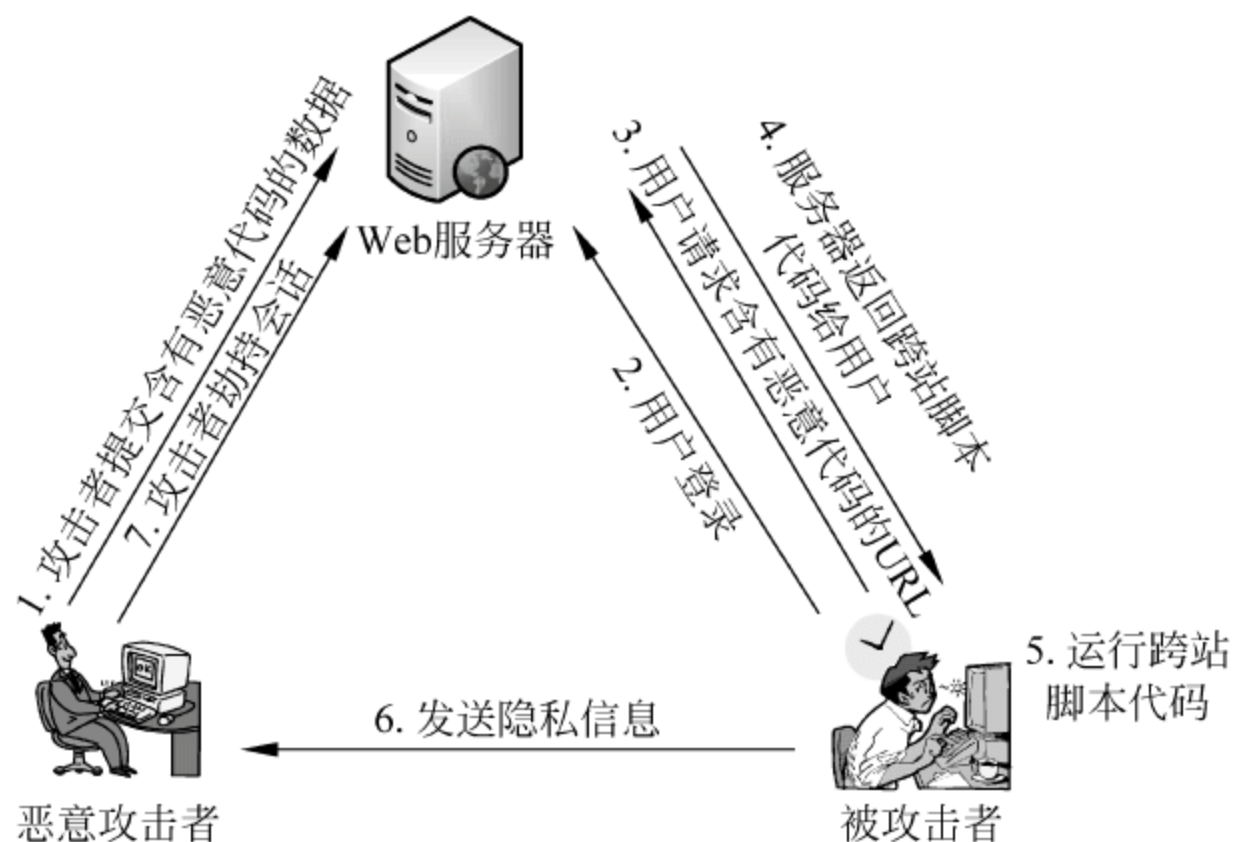 Web服务器
1. 攻击者提交含有恶意代码的数据
7. 攻击者劫持会话
2. 用户登录
3. 用户请求含有恶意代码的URL
4. 服务器返回跨站脚本
代码给用户
5. 运行跨站
脚本代码
6. 发送隐私信息
恶意攻击者
被攻击者